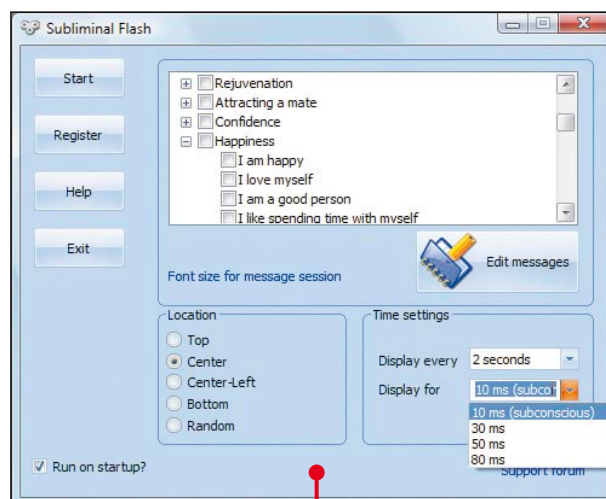 Subliminal Flash
Start
Register
Help
Exit
Rejuvenation
Attracting a mate
Confidence
Happiness
I am happy
I love myself
I am a good person
I like spending time with myself
Edit messages
Font size for message session
Location
Top
Center
Center-Left
Bottom
Random
Time settings
Display every 2 seconds
Display for 10 ms (subcor
10 ms (subconscious)
30 ms
50 ms
80 ms
Run on startup?
Support forum